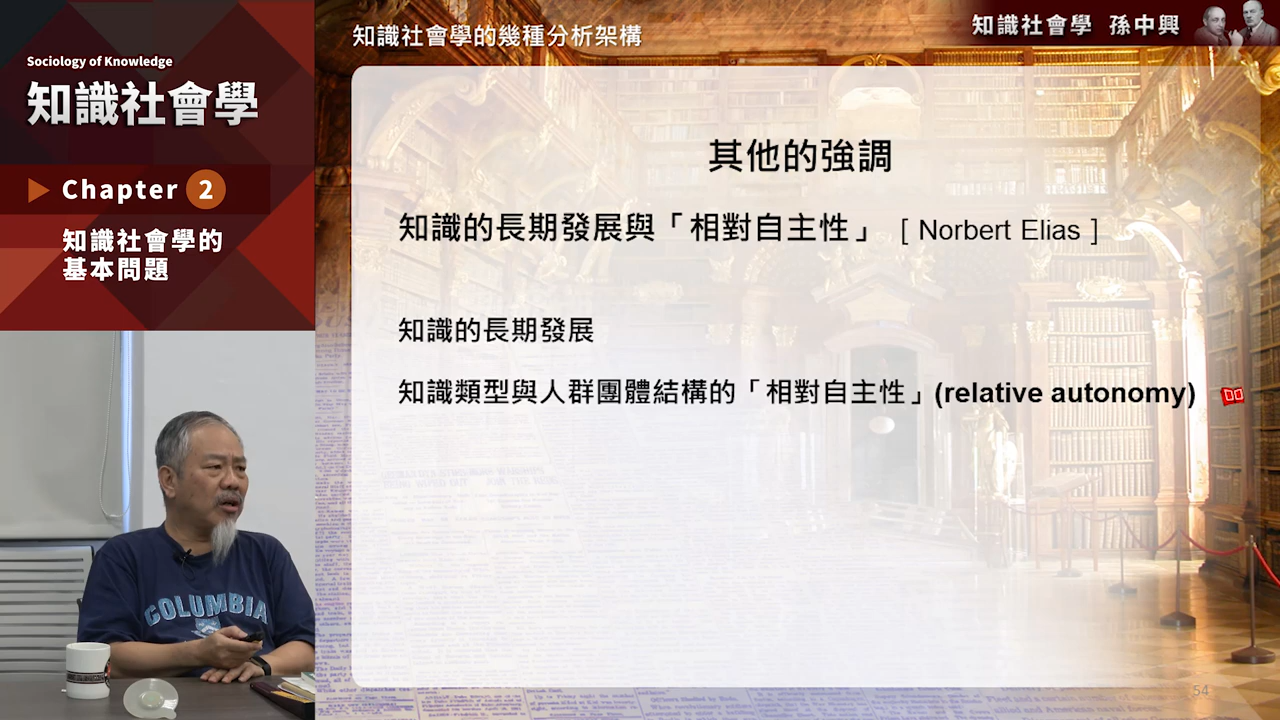 Sociology of Knowledge
知識社會學
Chapter 2
知識社會學的
基本問題
知識社會學的幾種分析架構
知識社會學 孫中興
其他的強調
知識的長期發展與「相對自主性」 [ Norbert Elias ]
知識的長期發展
知識類型與人群團體結構的「相對自主性」(relative autonomy)
COLUMBIA
54